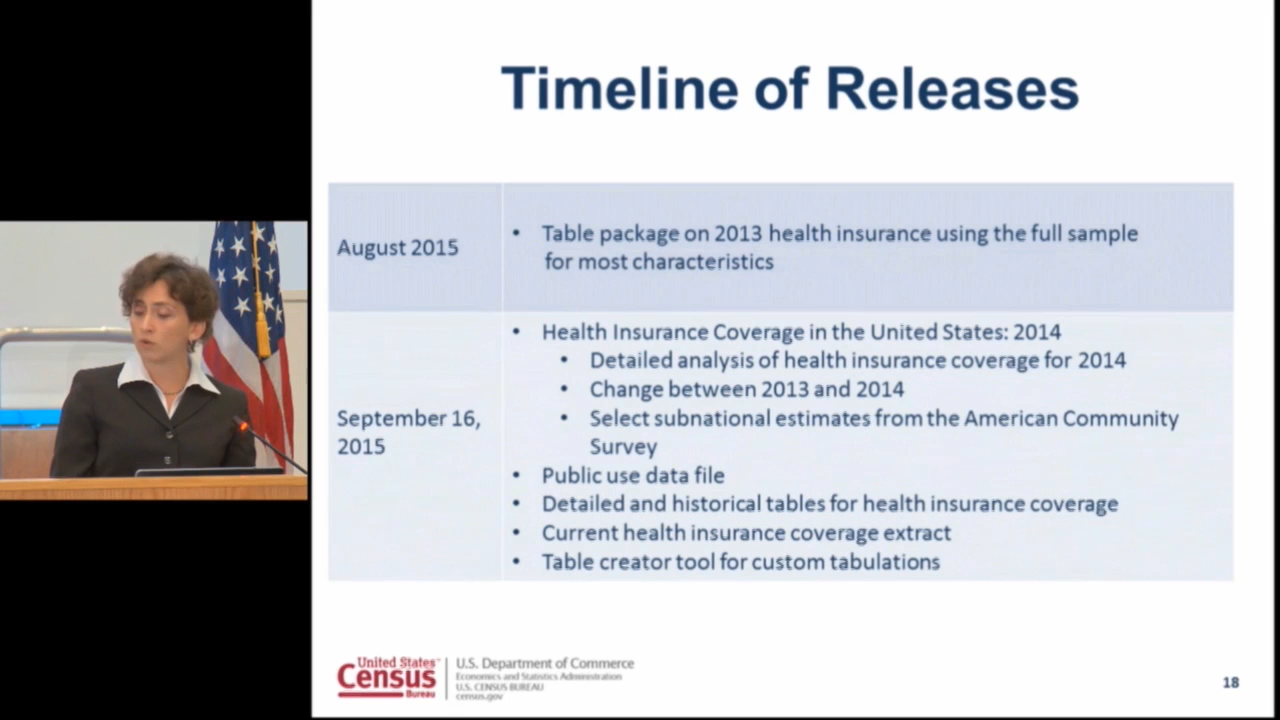 Timeline of Releases
August 2015
• Table package on 2013 health insurance using the full sample
for most characteristics
September 16,
2015
• Health Insurance Coverage in the United States: 2014
• Detailed analysis of health insurance coverage for 2014
• Change between 2013 and 2014
• Select subnational estimates from the American Community
Survey
• Public use data file
• Detailed and historical tables for health insurance coverage
• Current health insurance coverage extract
• Table creator tool for custom tabulations
United States™
Census
Bureau
U.S. Department of Commerce
Economics and Statistics Administration
U.S. CENSUS BUREAU
census.gov
18